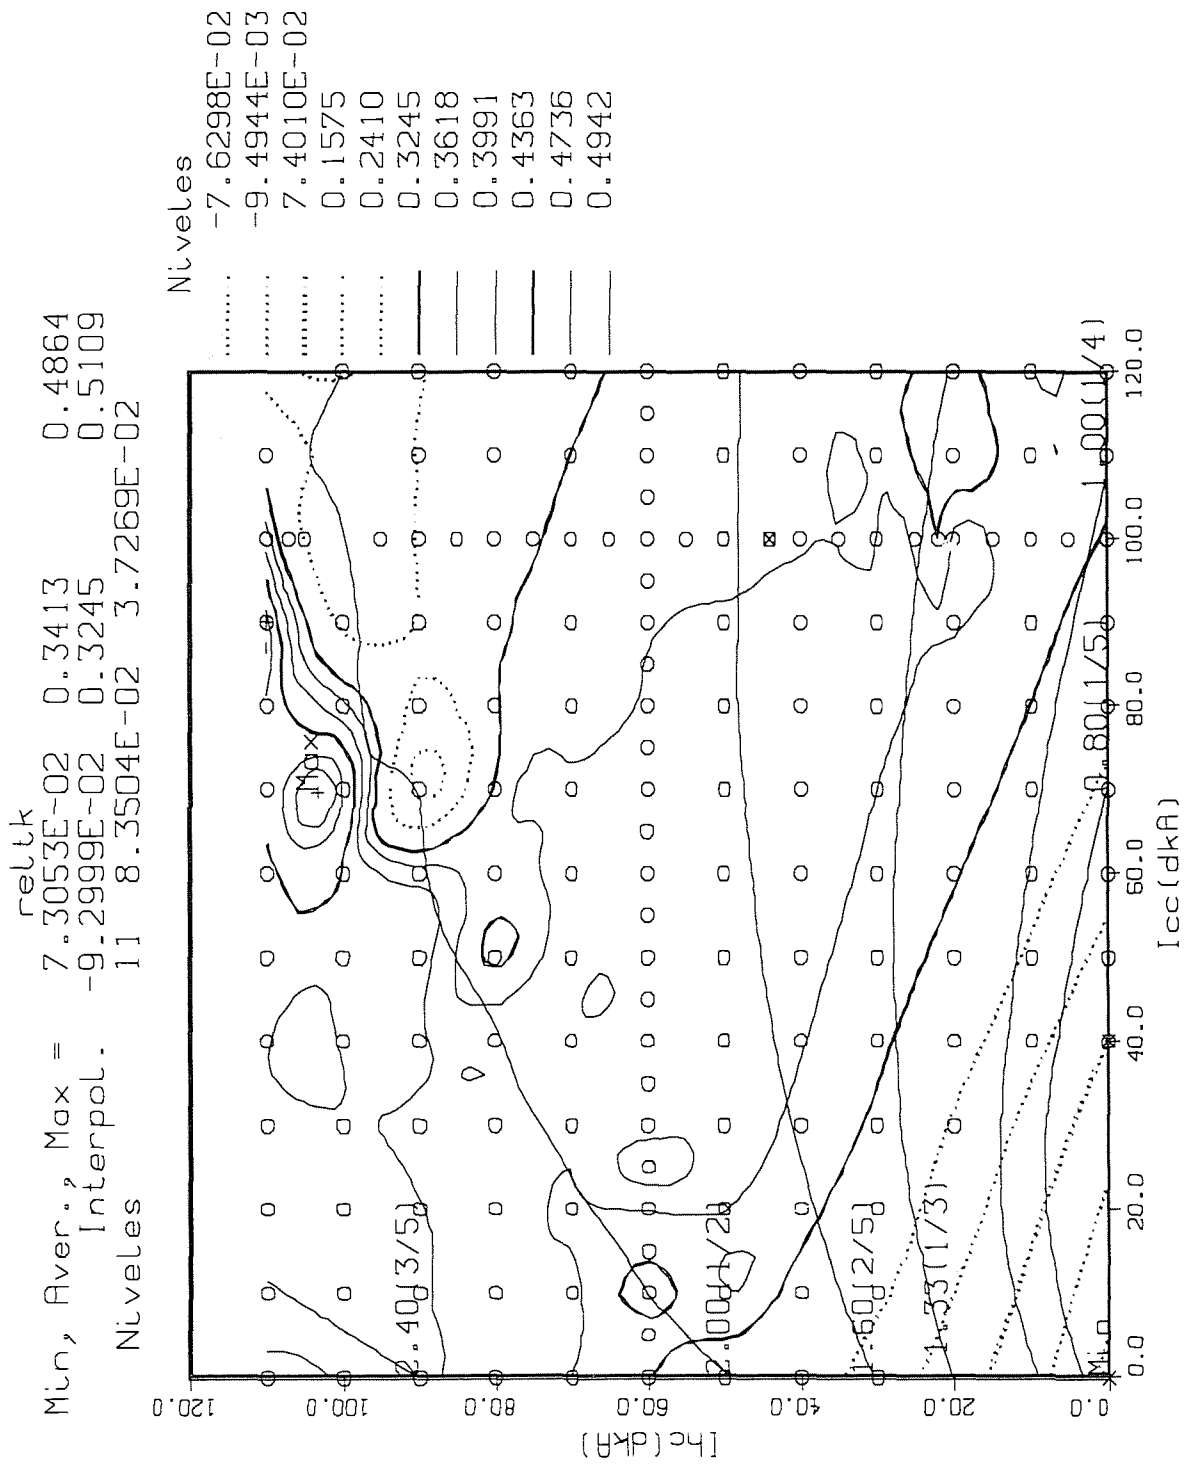 reltk
Min, Aver., Max = 7.3053E-02 0.3413 0.4864
Interpol. -9.2999E-02 0.3245 0.5109
Niveles 11 8.3504E-02 3.7269E-02
Niveles
-7.6298E-02
-9.4944E-03
7.4010E-02
0.1575
0.2410
0.3245
0.3618
0.3991
0.4363
0.4736
0.4942
120.0
100.0
80.0
60.0
40.0
20.0
0.0
Ihc(dkA)
Max
2.40(3/5)
2.00(1/2)
1.60(2/5)
1.33(1/3)
0.80(1/5)
1.00(1/4)
Min
0.0 20.0 40.0 60.0 80.0 100.0 120.0
Icc(dkA)